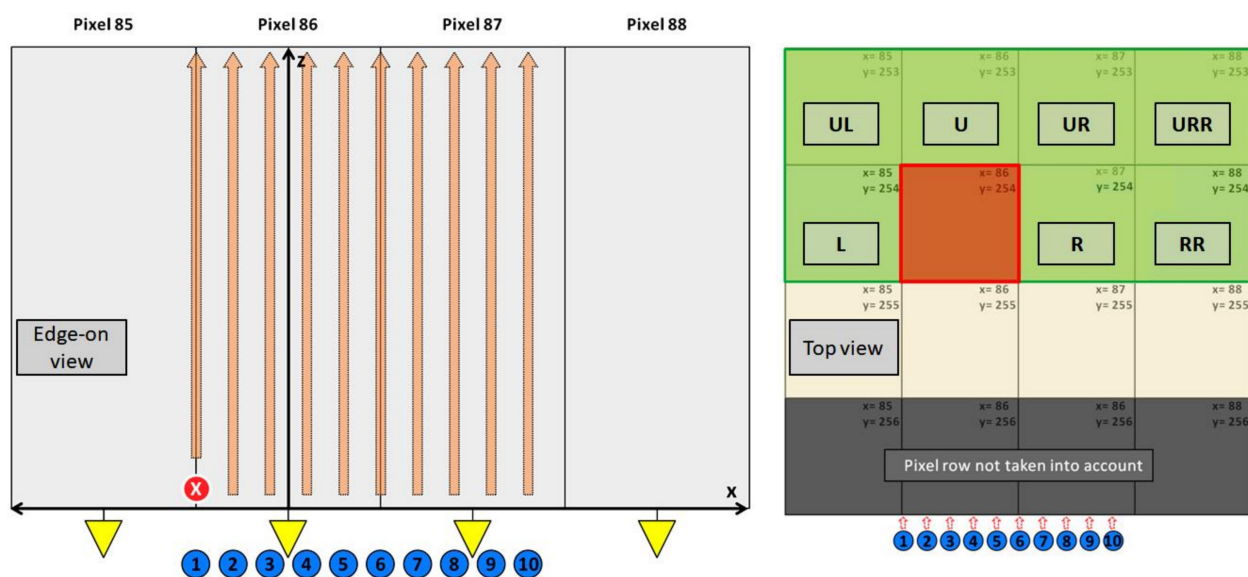 Pixel 85 Pixel 86 Pixel 87 Pixel 88
z
Edge-on
view
X
x
1 2 3 4 5 6 7 8 9 10
x= 85 x= 86 x= 87 x= 88
y= 253 y= 253 y= 253 y= 253
UL U UR URR
x= 85 x= 86 x= 87 x= 88
y= 254 y= 254 y= 254 y= 254
L R RR
x= 85 x= 86 x= 87 x= 88
y= 255 y= 255 y= 255 y= 255
Top view
x= 85 x= 86 x= 86 x= 88
y= 256 y= 256 y= 256 y= 256
Pixel row not taken into account
1 2 3 4 5 6 7 8 9 10